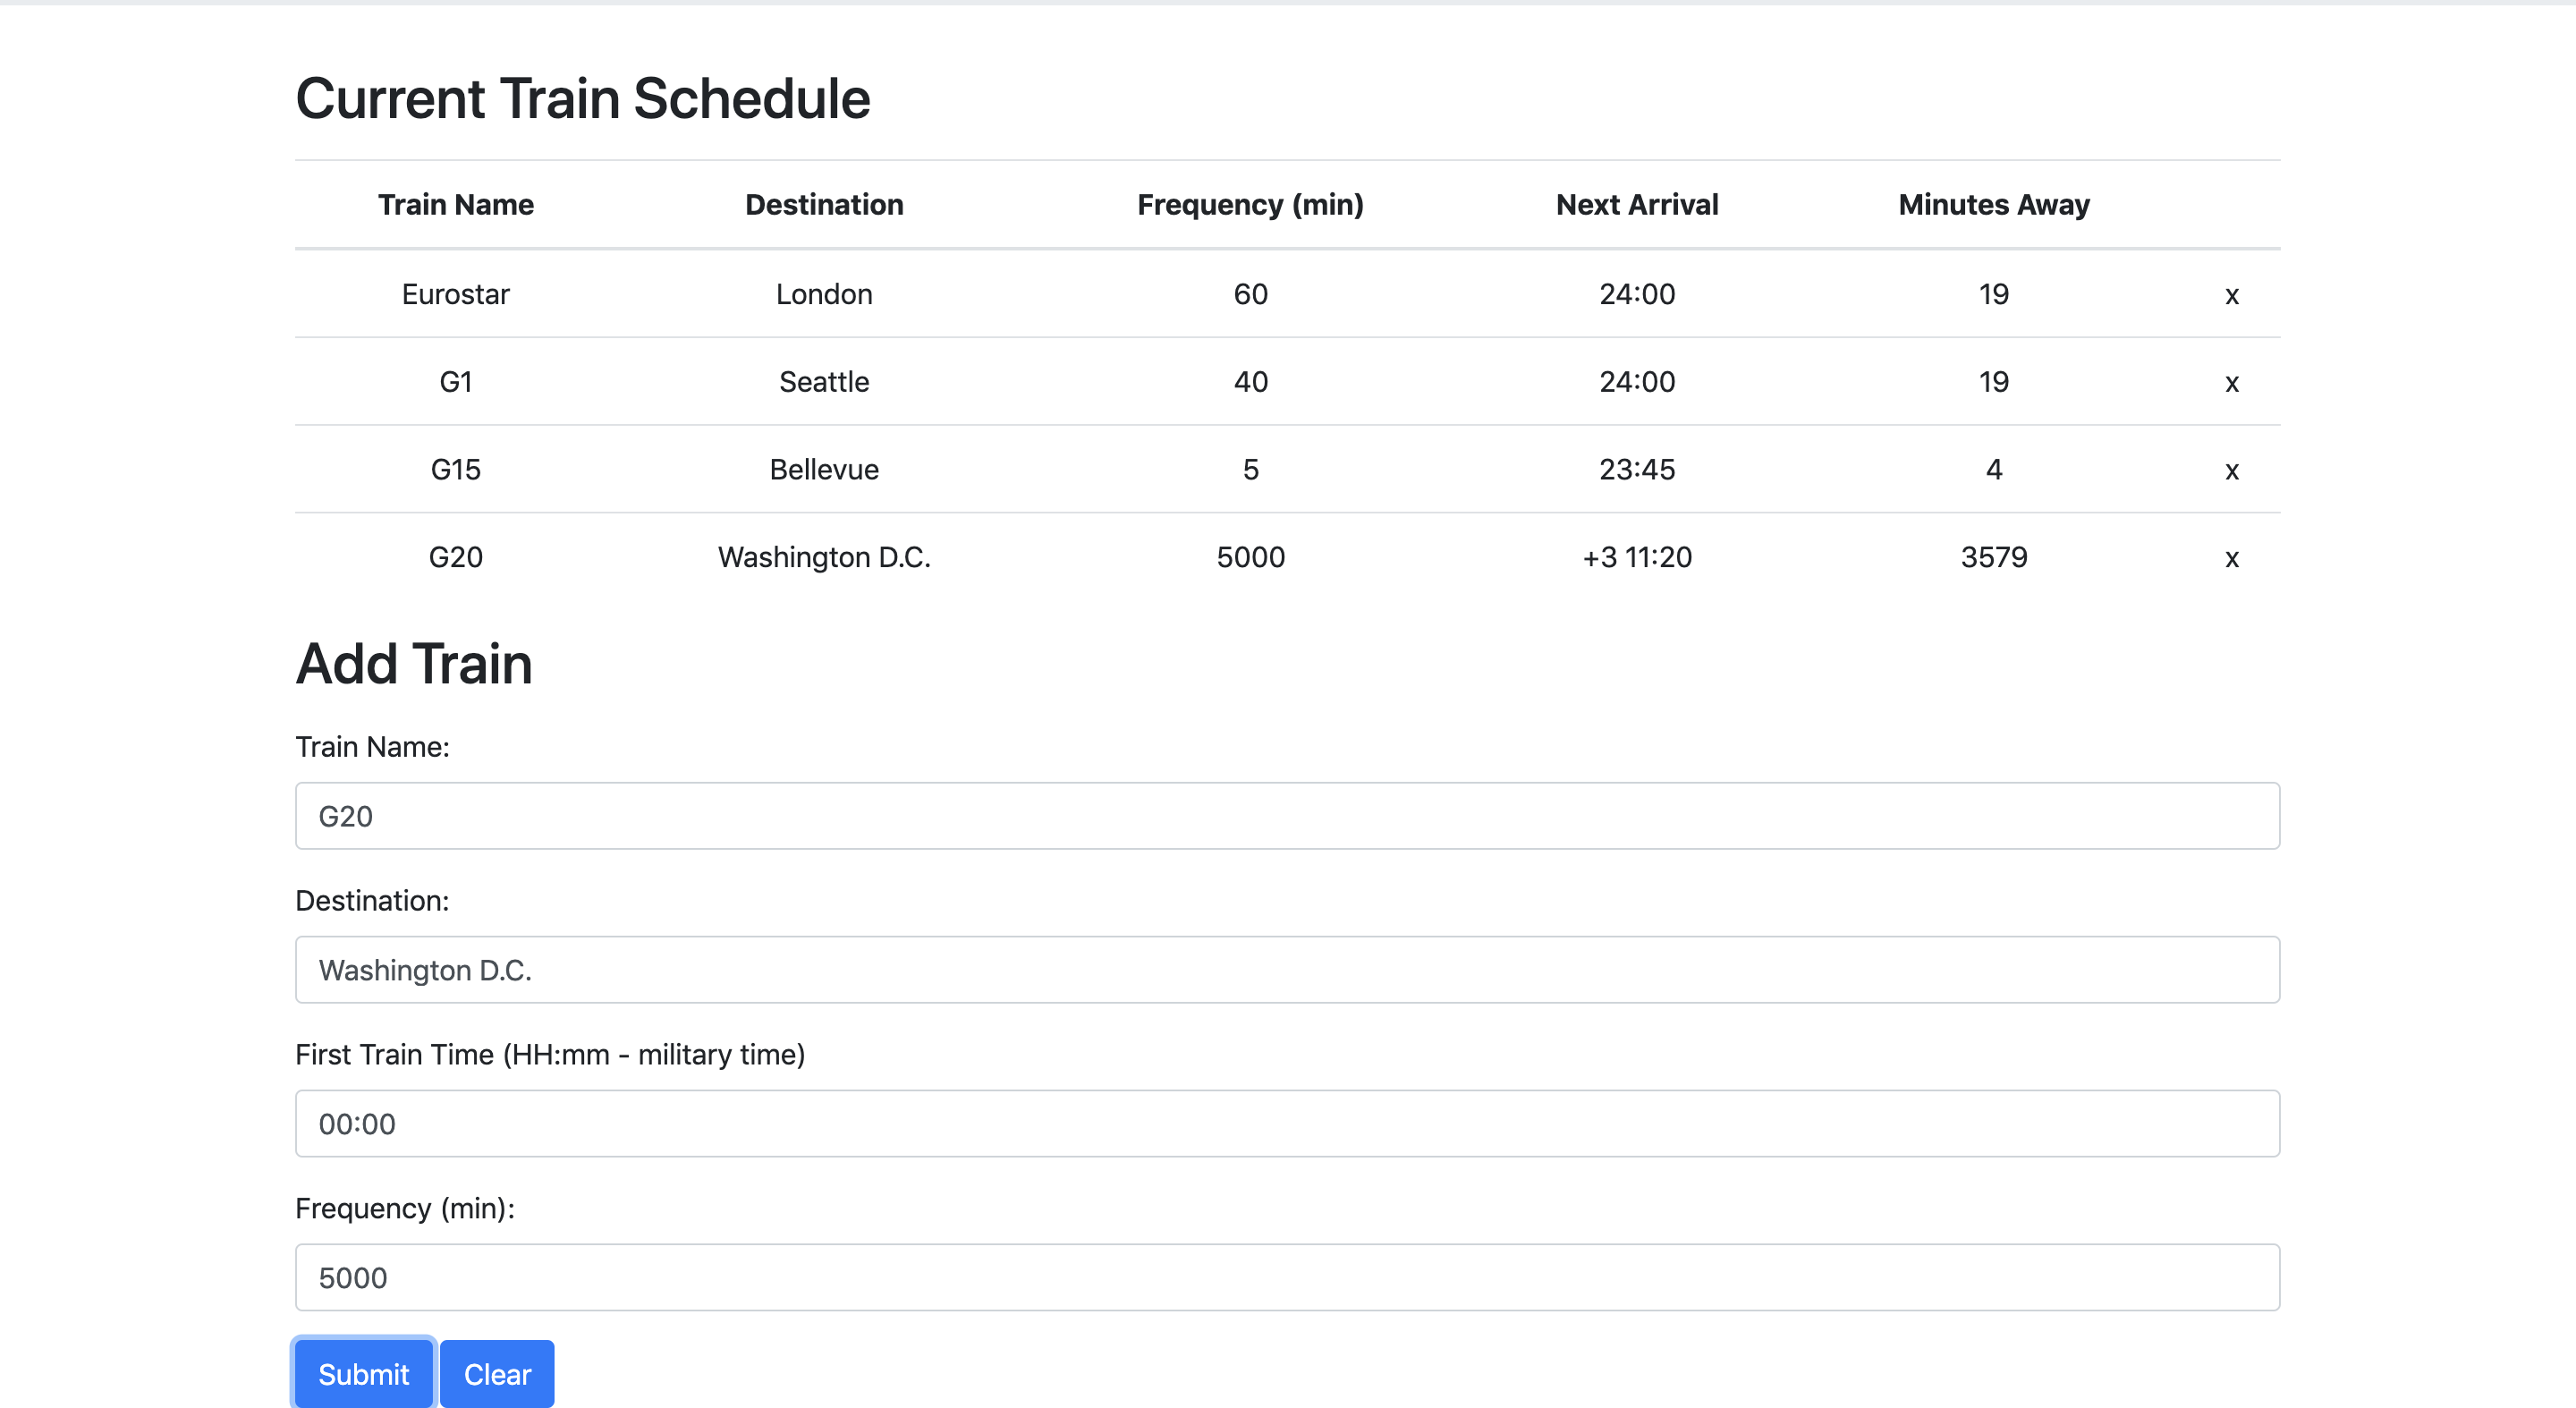 Current Train Schedule
Train Name Destination Frequency (min) Next Arrival Minutes Away
Eurostar London 60 24:00 19 x
G1 Seattle 40 24:00 19 x
G15 Bellevue 5 23:45 4 x
G20 Washington D.C. 5000 +3 11:20 3579 x
Add Train
Train Name:
G20
Destination:
Washington D.C.
First Train Time (HH:mm - military time)
00:00
Frequency (min):
5000
Submit Clear